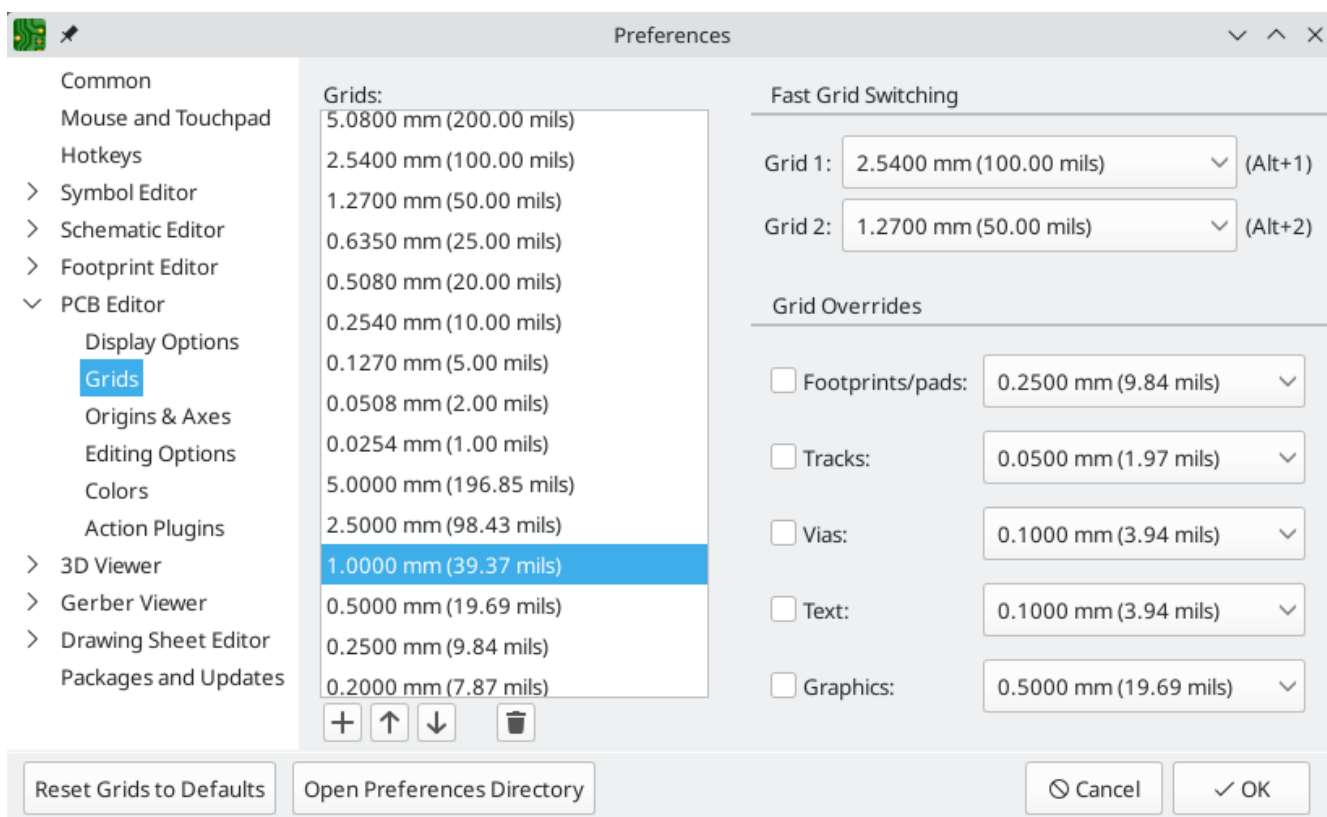 Preferences
Common
Mouse and Touchpad
Hotkeys
Symbol Editor
Schematic Editor
Footprint Editor
PCB Editor
Display Options
Grids
Origins & Axes
Editing Options
Colors
Action Plugins
3D Viewer
Gerber Viewer
Drawing Sheet Editor
Packages and Updates
Grids:
5.0800 mm (200.00 mils)
2.5400 mm (100.00 mils)
1.2700 mm (50.00 mils)
0.6350 mm (25.00 mils)
0.5080 mm (20.00 mils)
0.2540 mm (10.00 mils)
0.1270 mm (5.00 mils)
0.0508 mm (2.00 mils)
0.0254 mm (1.00 mils)
5.0000 mm (196.85 mils)
2.5000 mm (98.43 mils)
1.0000 mm (39.37 mils)
0.5000 mm (19.69 mils)
0.2500 mm (9.84 mils)
0.2000 mm (7.87 mils)
Fast Grid Switching
Grid 1: 2.5400 mm (100.00 mils) (Alt+1)
Grid 2: 1.2700 mm (50.00 mils) (Alt+2)
Grid Overrides
Footprints/pads: 0.2500 mm (9.84 mils)
Tracks: 0.0500 mm (1.97 mils)
Vias: 0.1000 mm (3.94 mils)
Text: 0.1000 mm (3.94 mils)
Graphics: 0.5000 mm (19.69 mils)
Reset Grids to Defaults
Open Preferences Directory
Cancel
OK